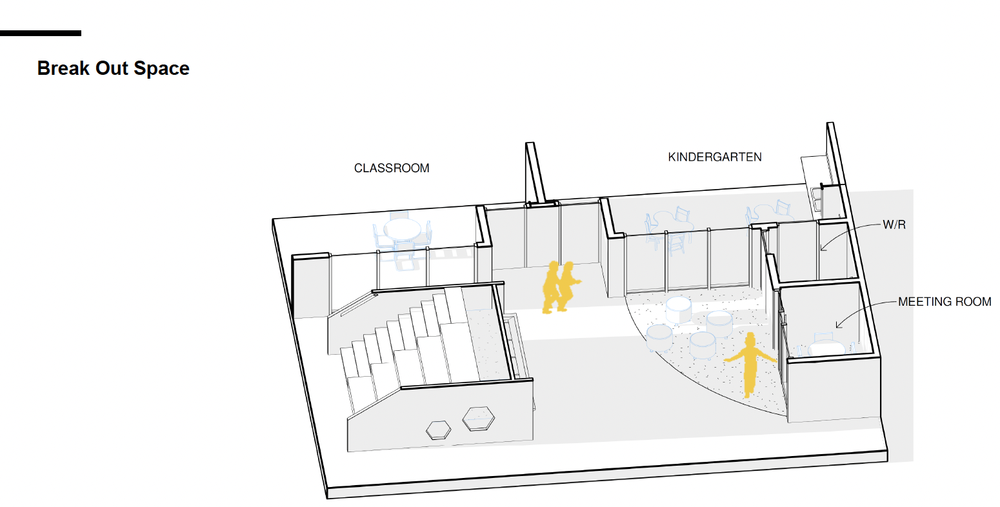 Break Out Space
KINDERGARTEN
CLASSROOM
W/R
MEETING ROOM